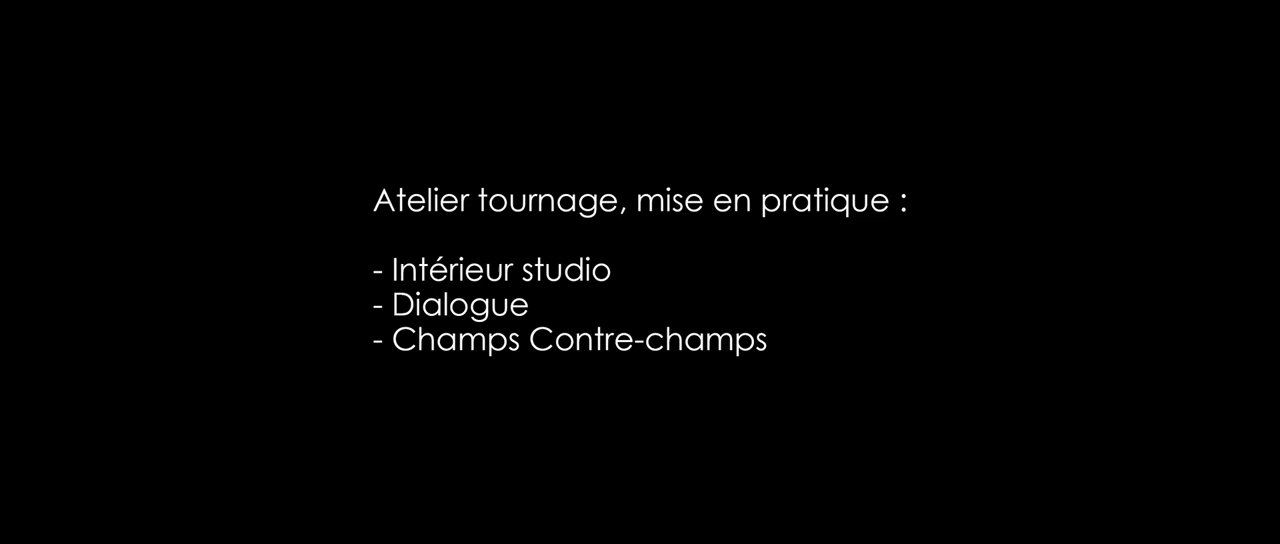 Atelier tournage, mise en pratique :
- Intérieur studio
- Dialogue
- Champs Contre-champs